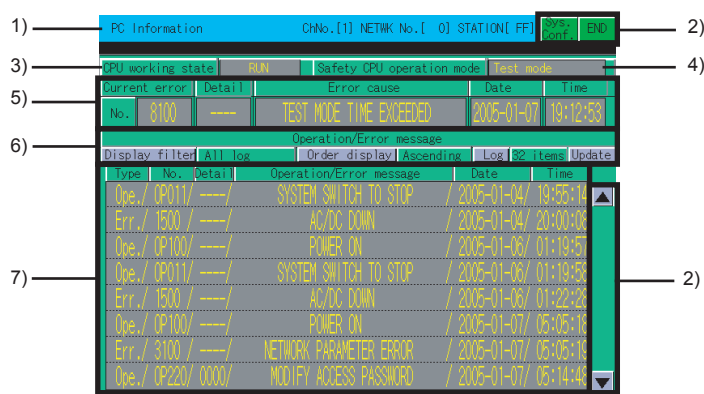 1) PC Information ChNo.[1] NETWK No.[ 0] STATION[ FF] Sys. Conf. END 2)
3) CPU working state RUN Safety CPU operation mode Test mode 4)
5) Current error Detail Error cause Date Time
No. 8100 ---- TEST MODE TIME EXCEEDED 2005-01-07 19:12:53
6) Operation/Error message
Display filter All log Order display Ascending Log 32 items Update
Type No. Detail Operation/Error message Date Time
Ope./ OP011/ ----/ SYSTEM SWITCH TO STOP / 2005-01-04/ 19:55:14
Err./ 1500 / ----/ AC/DC DOWN / 2005-01-04/ 20:00:08
Ope./ OP100/ ----/ POWER ON / 2005-01-06/ 01:19:57
7) Ope./ OP011/ ----/ SYSTEM SWITCH TO STOP / 2005-01-06/ 01:19:58 2)
Err./ 1500 / ----/ AC/DC DOWN / 2005-01-06/ 01:22:28
Ope./ OP100/ ----/ POWER ON / 2005-01-07/ 05:05:18
Err./ 3100 / ----/ NETWORK PARAMETER ERROR / 2005-01-07/ 05:05:19
Ope./ OP220/ 0000/ MODIFY ACCESS PASSWORD / 2005-01-07/ 05:14:48